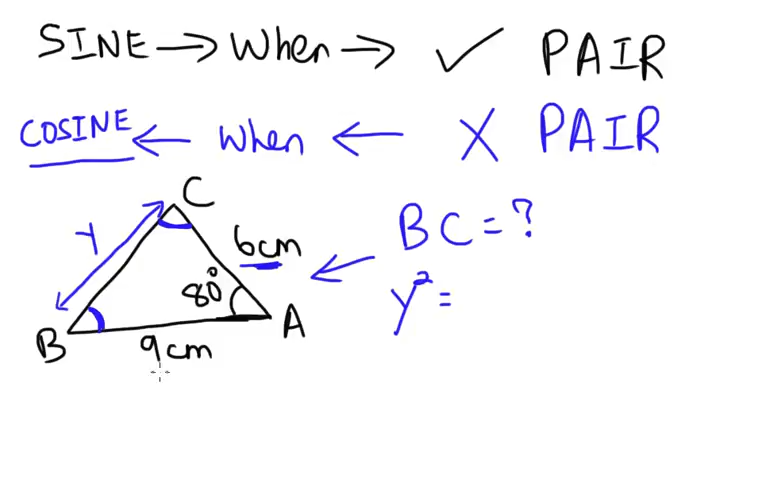 SINE → When → ✓ PAIR
COSINE ← When ← X PAIR
C
Y
6cm
BC = ?
80°
Y² =
B
A
9cm